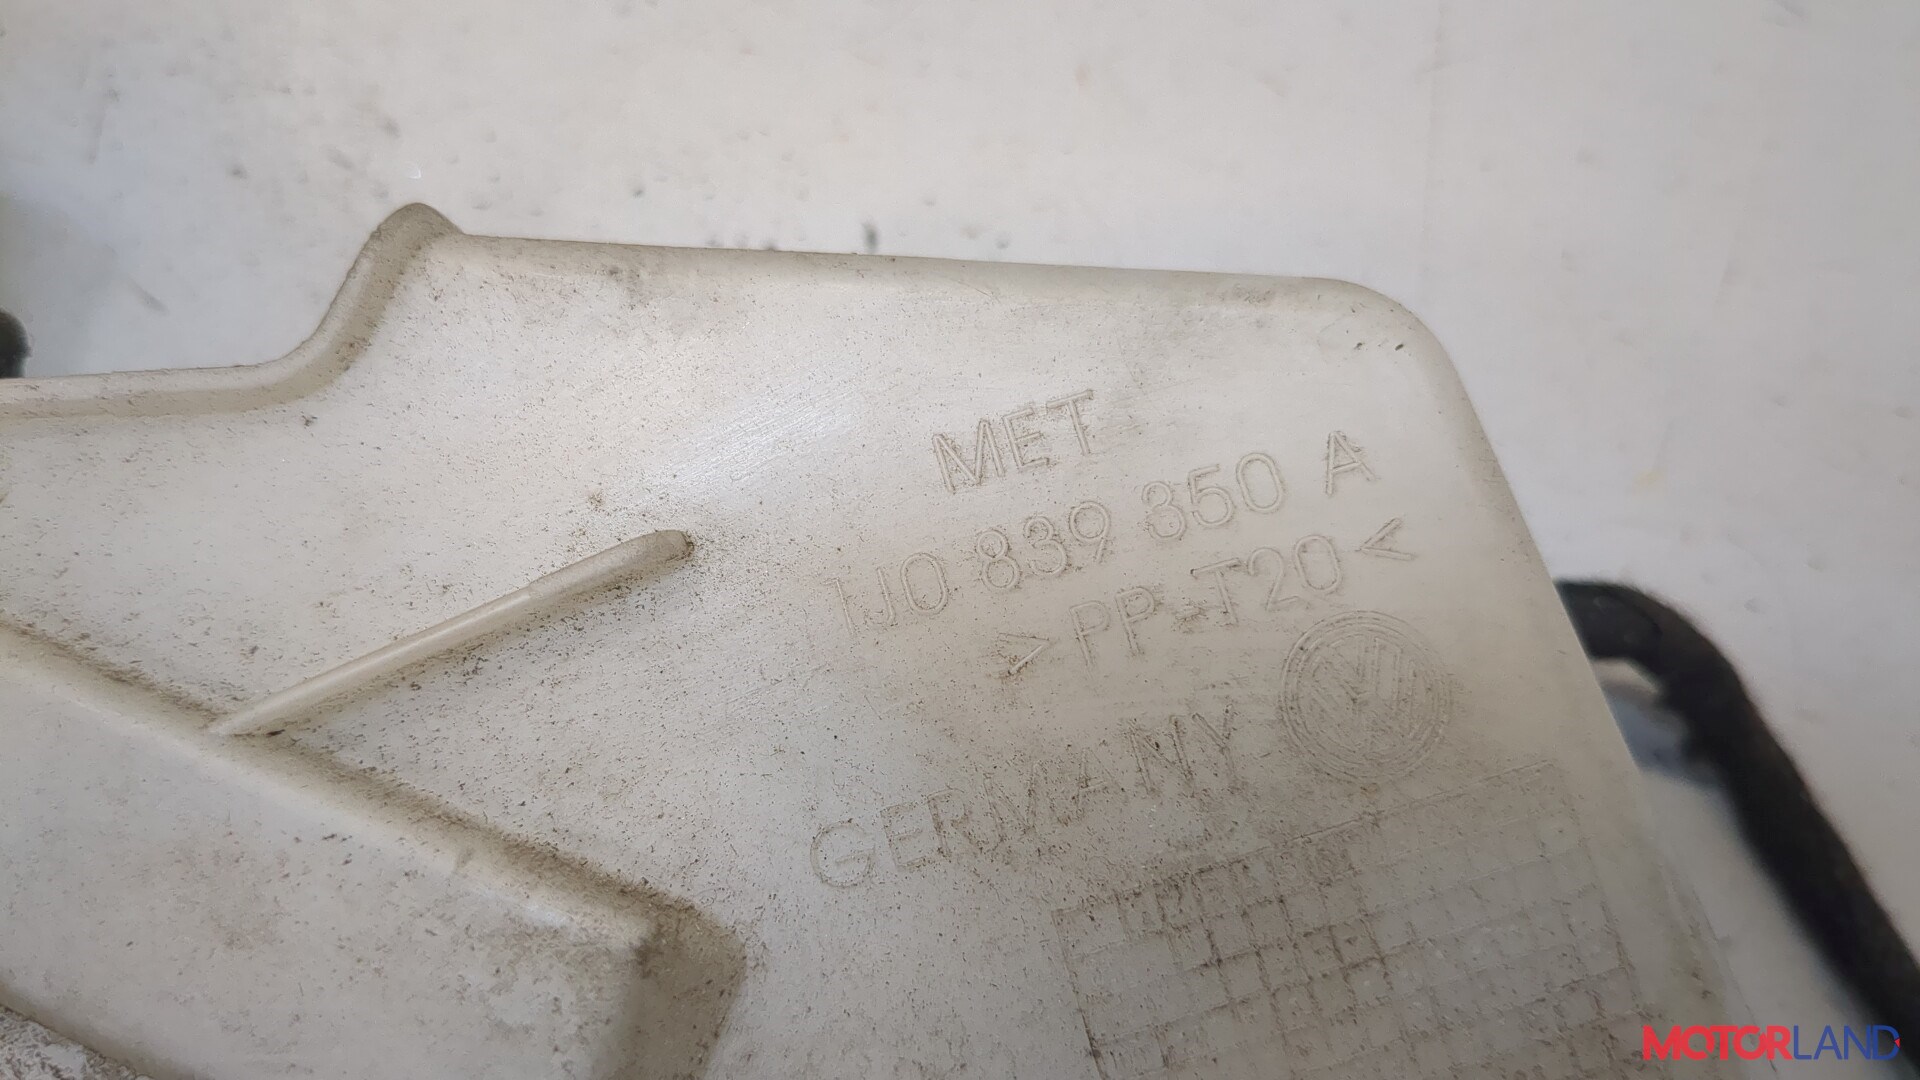 MET
1J0 839 350 A
>PP-T20<
GERMANY
MOTORLAND